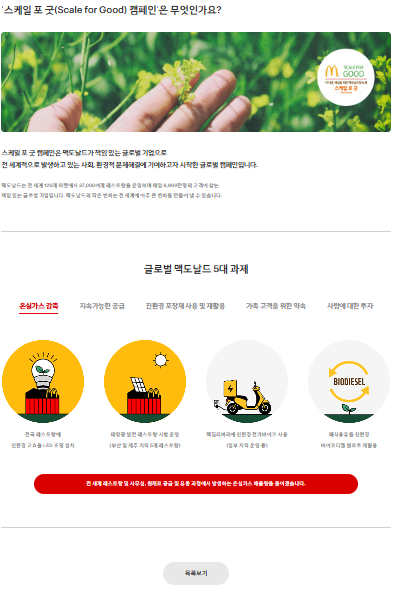 '스케일 포 굿(Scale for Good) 캠페인'은 무엇인가요?
SCALE FOR
GOOD
스케일 포 굿
스케일 포 굿 캠페인은 맥도날드가 책임 있는 글로벌 기업으로
전 세계적으로 발생하고 있는 사회, 환경적 문제해결에 기여하고자 시작한 글로벌 캠페인입니다.
맥도날드는 전 세계 120개 마켓에서 37,000여개 레스토랑을 운영하며 매일 6,900만명의 고객이 찾는
책임 있는 글로벌 기업입니다. 맥도날드의 작은 변화는 전 세계에 아주 큰 변화를 만들어 낼 수 있습니다.
글로벌 맥도날드 5대 과제
온실가스 감축 지속가능한 공급 친환경 포장재 사용 및 재활용 가족 고객을 위한 약속 사람에 대한 투자
BIODIESEL
전국 레스토랑에 태양광 발전 레스토랑 시범 운영 맥딜리버리에 친환경 전기바이크 사용 폐식용유를 친환경
친환경 고효율 LED 조명 설치 (부산 및 제주 지역 5개 레스토랑) (일부 지역 운영 중) 바이오디젤 원료로 재활용
전 세계 레스토랑 및 사무실, 원재료 공급 및 유통 과정에서 발생하는 온실가스 배출량을 줄이겠습니다.
목록보기